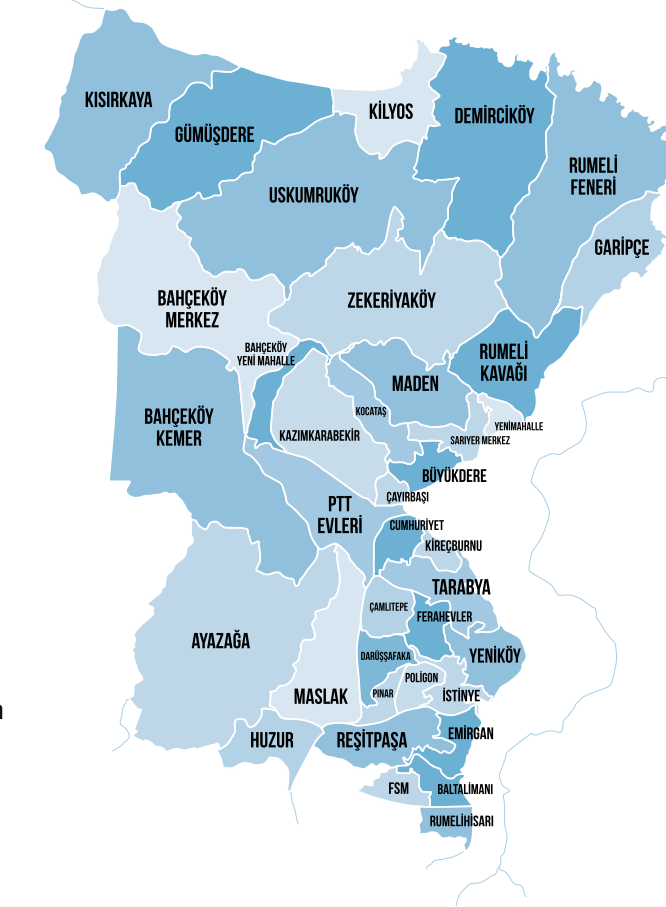 KISIRKAYA
GÜMÜŞDERE
KİLYOS
DEMİRCİKÖY
RUMELİ
FENERİ
USKUMRUKÖY
GARİPÇE
BAHÇEKÖY
MERKEZ
ZEKERİYAKÖY
BAHÇEKÖY
YENİ MAHALLE
RUMELİ
KAVAĞI
MADEN
KOCATAŞ
BAHÇEKÖY
KEMER
YENİMAHALLE
KAZIMKARABEKİR
SARIYER MERKEZ
BÜYÜKDERE
ÇAYIRBAŞI
PTT
EVLERİ
CUMHURİYET
KİREÇBURNU
TARABYA
ÇAMLITEPE
FERAHEVLER
AYAZAĞA
DARÜŞŞAFAKA
YENİKÖY
POLİGON
PINAR
İSTİNYE
MASLAK
n
HUZUR
REŞİTPAŞA
EMİRGAN
FSM
BALTALİMANI
RUMELİHİSARI